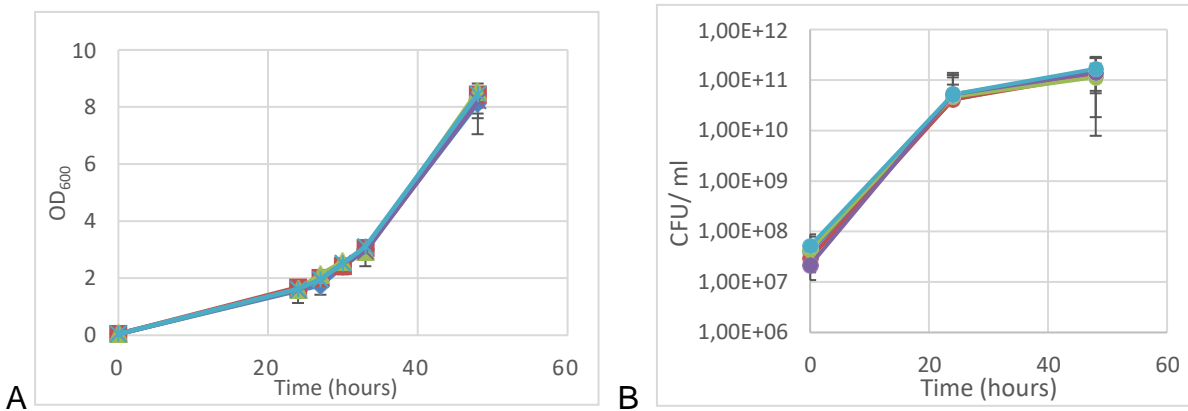 10
8
6
4
2
0
OD₆₀₀
0 20 40 60
Time (hours)
A
1,00E+12
1,00E+11
1,00E+10
1,00E+09
1,00E+08
1,00E+07
1,00E+06
CFU/ ml
0 20 40 60
Time (hours)
B